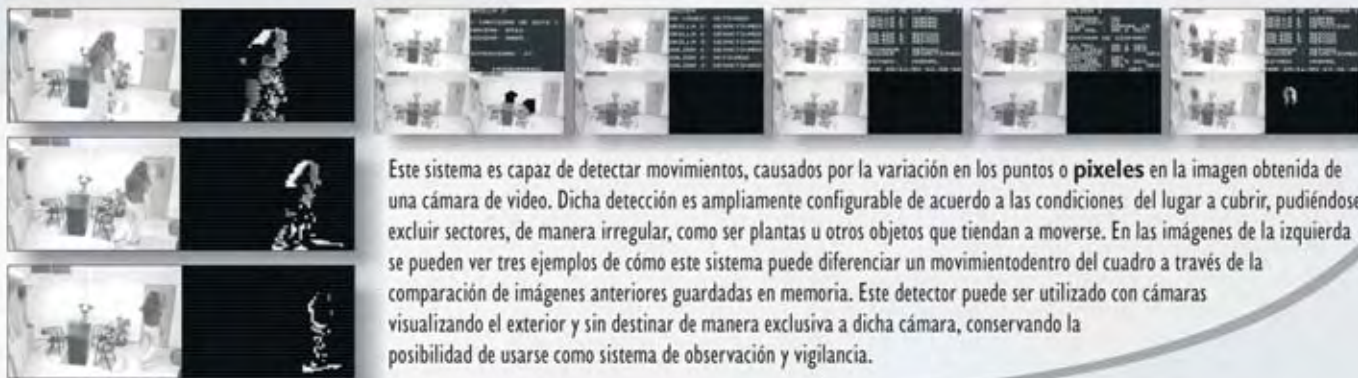 Este sistema es capaz de detectar movimientos, causados por la variación en los puntos o pixeles en la imagen obtenida de
una cámara de video. Dicha detección es ampliamente configurable de acuerdo a las condiciones del lugar a cubrir, pudiéndose
excluir sectores, de manera irregular, como ser plantas u otros objetos que tiendan a moverse. En las imágenes de la izquierda
se pueden ver tres ejemplos de cómo este sistema puede diferenciar un movimientodentro del cuadro a través de la
comparación de imágenes anteriores guardadas en memoria. Este detector puede ser utilizado con cámaras
visualizando el exterior y sin destinar de manera exclusiva a dicha cámara, conservando la
posibilidad de usarse como sistema de observación y vigilancia.